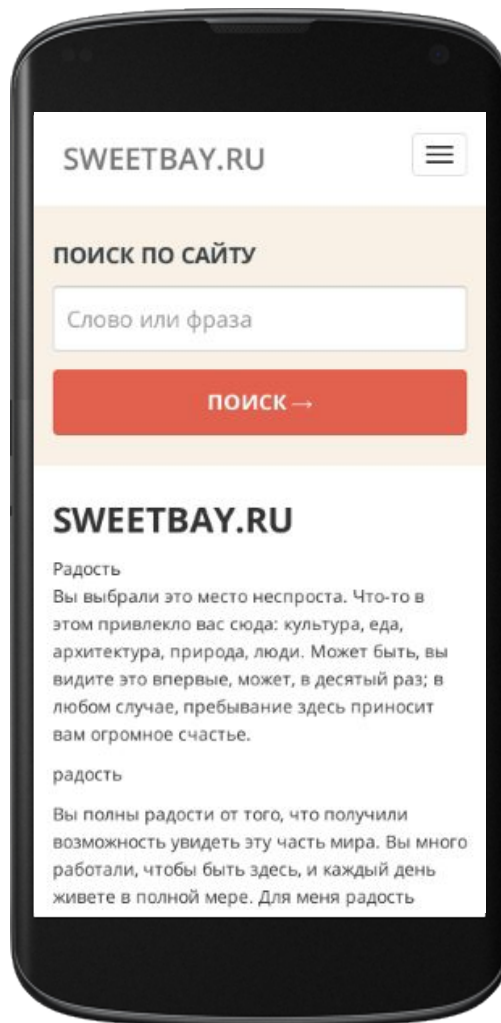 SWEETBAY.RU
ПОИСК ПО САЙТУ
Слово или фраза
ПОИСК→
SWEETBAY.RU
Радость
Вы выбрали это место неспроста. Что-то в
этом привлекло вас сюда: культура, еда,
архитектура, природа, люди. Может быть, вы
видите это впервые, может, в десятый раз; в
любом случае, пребывание здесь приносит
вам огромное счастье.
радость
Вы полны радости от того, что получили
возможность увидеть эту часть мира. Вы много
работали, чтобы быть здесь, и каждый день
живете в полной мере. Для меня радость